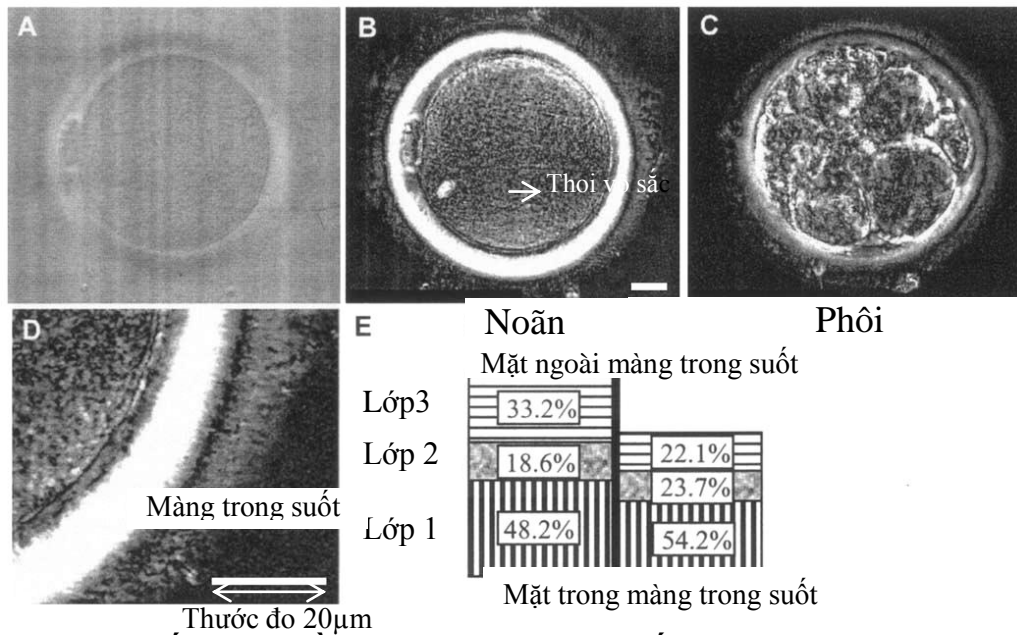 A
B
C
Thoi vô sắc
Noãn
Phôi
D
E
Mặt ngoài màng trong suốt
Lớp3
33.2%
Lớp 2
18.6%
22.1%
23.7%
Màng trong suốt
Lớp 1
48.2%
54.2%
Mặt trong màng trong suốt
Thước đo 20µm